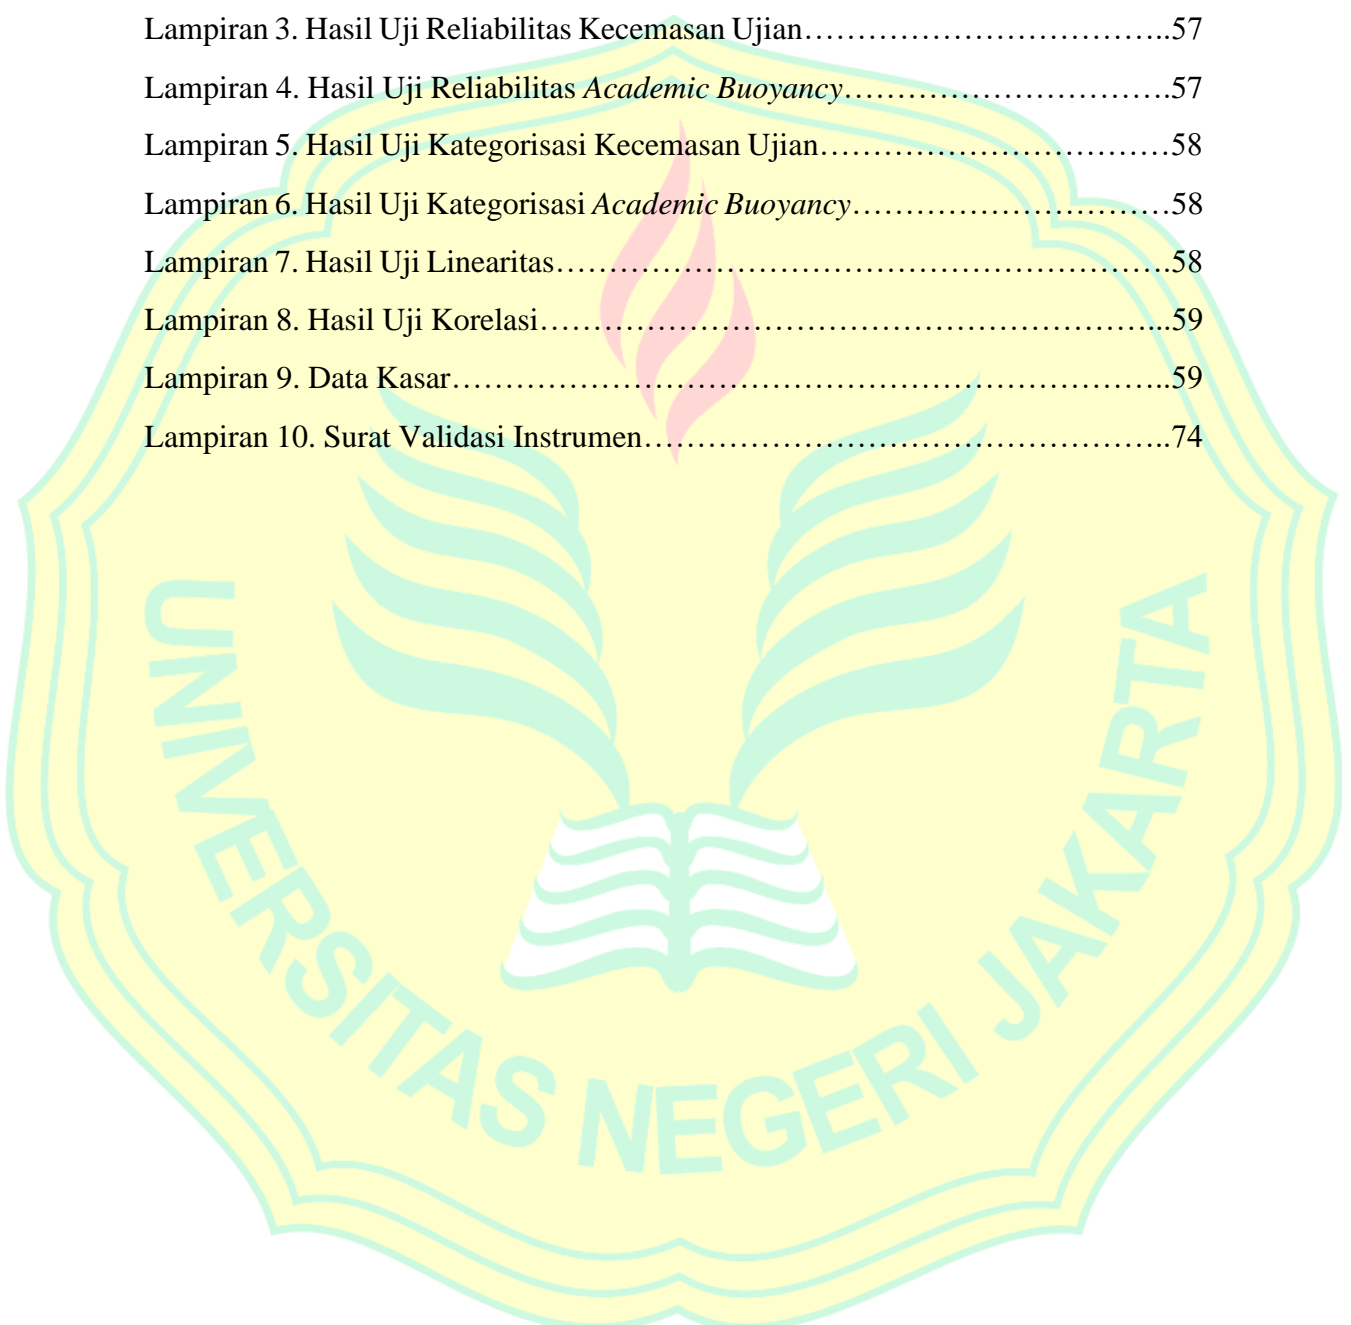 Lampiran 3. Hasil Uji Reliabilitas Kecemasan Ujian……………………………..57
Lampiran 4. Hasil Uji Reliabilitas Academic Buoyancy………………………….57
Lampiran 5. Hasil Uji Kategorisasi Kecemasan Ujian……………………………58
Lampiran 6. Hasil Uji Kategorisasi Academic Buoyancy…………………………58
Lampiran 7. Hasil Uji Linearitas………………………………………………….58
Lampiran 8. Hasil Uji Korelasi…………………………………………………...59
Lampiran 9. Data Kasar…………………………………………………………..59
Lampiran 10. Surat Validasi Instrumen…………………………………………..74
UNIVERSITAS NEGERI JAKARTA